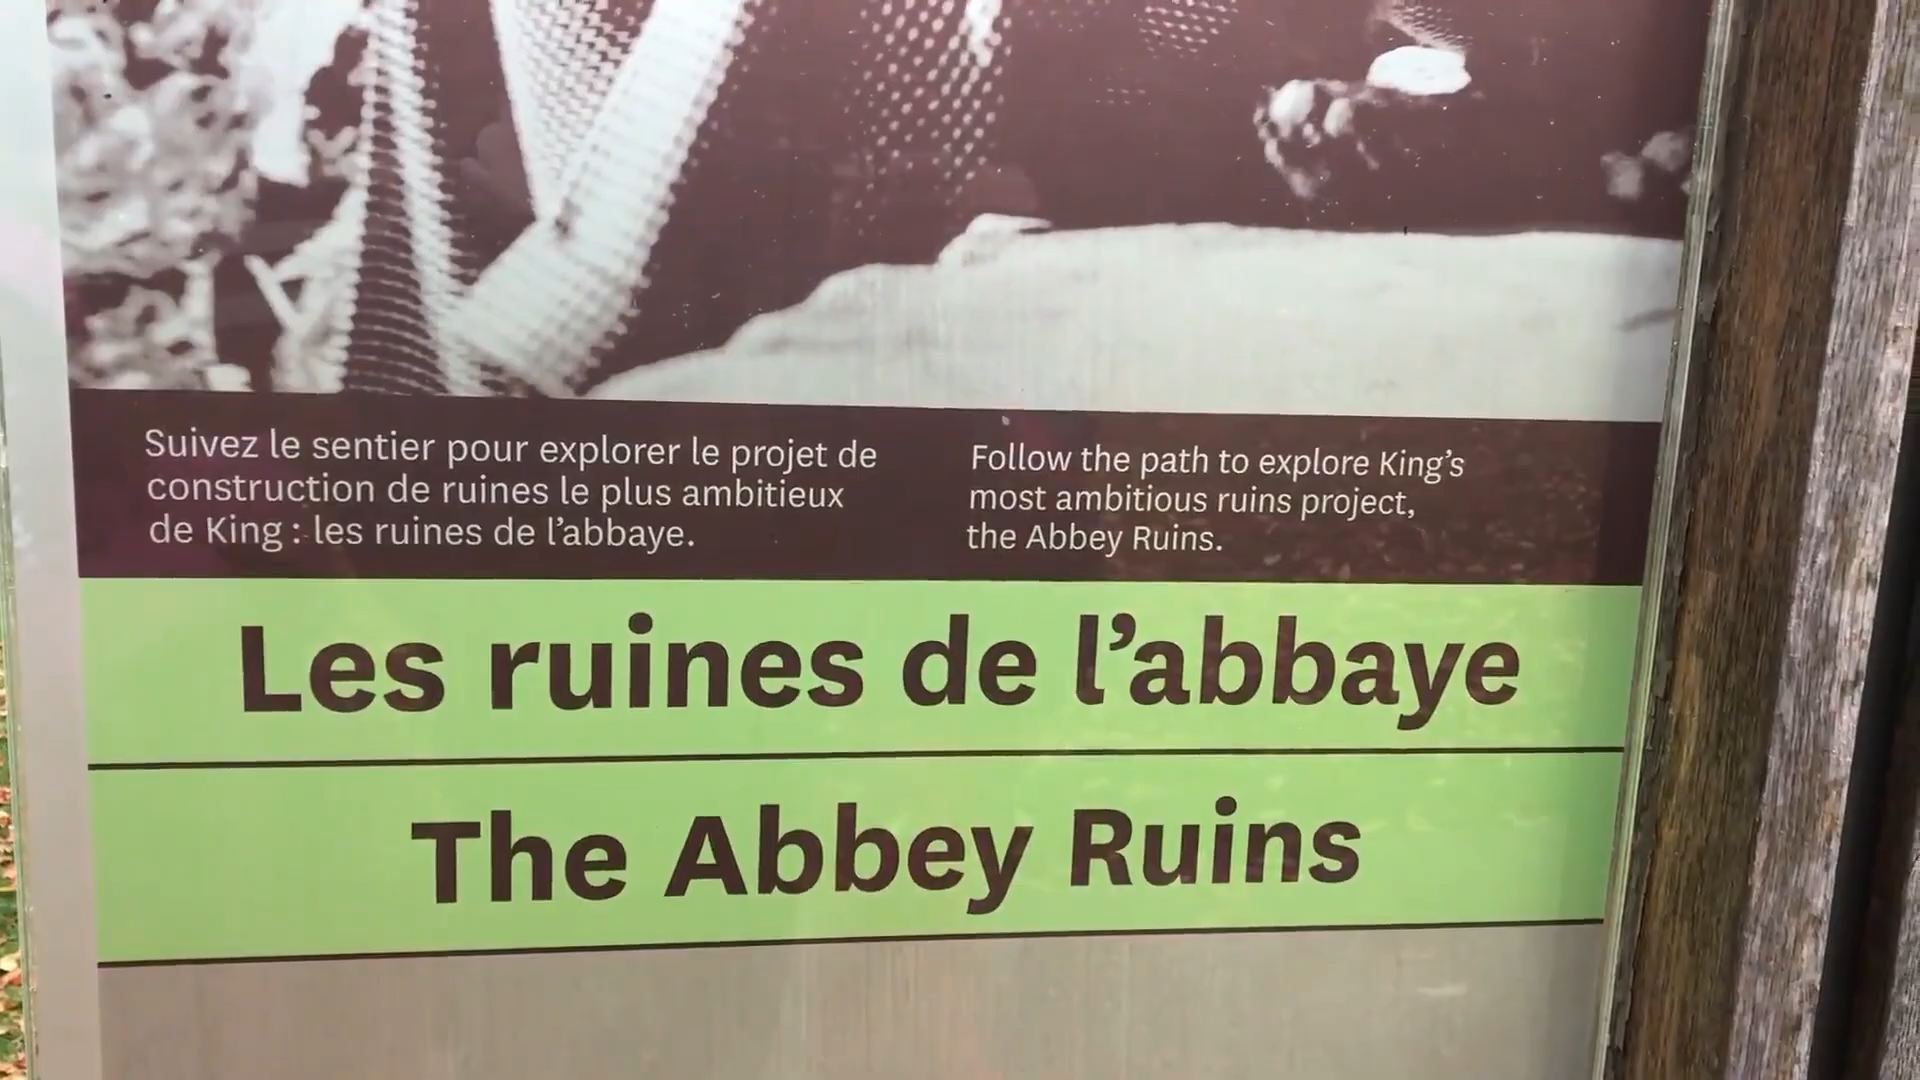 Suivez le sentier pour explorer le projet de
construction de ruines le plus ambitieux
de King : les ruines de l'abbaye.
Follow the path to explore King's
most ambitious ruins project,
the Abbey Ruins.
Les ruines de l'abbaye
The Abbey Ruins